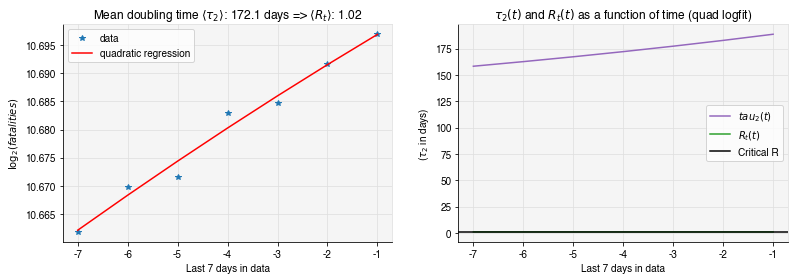 Mean doubling time ⟨τ₂⟩: 172.1 days => ⟨Rₜ⟩: 1.02
data
quadratic regression
log₂(fatalities)
10.695
10.690
10.685
10.680
10.675
10.670
10.665
-7 -6 -5 -4 -3 -2 -1
Last 7 days in data
τ₂(t) and Rₜ(t) as a function of time (quad logfit)
tau₂(t)
Rₜ(t)
Critical R
(τ₂ in days)
175
150
125
100
75
50
25
0
-7 -6 -5 -4 -3 -2 -1
Last 7 days in data